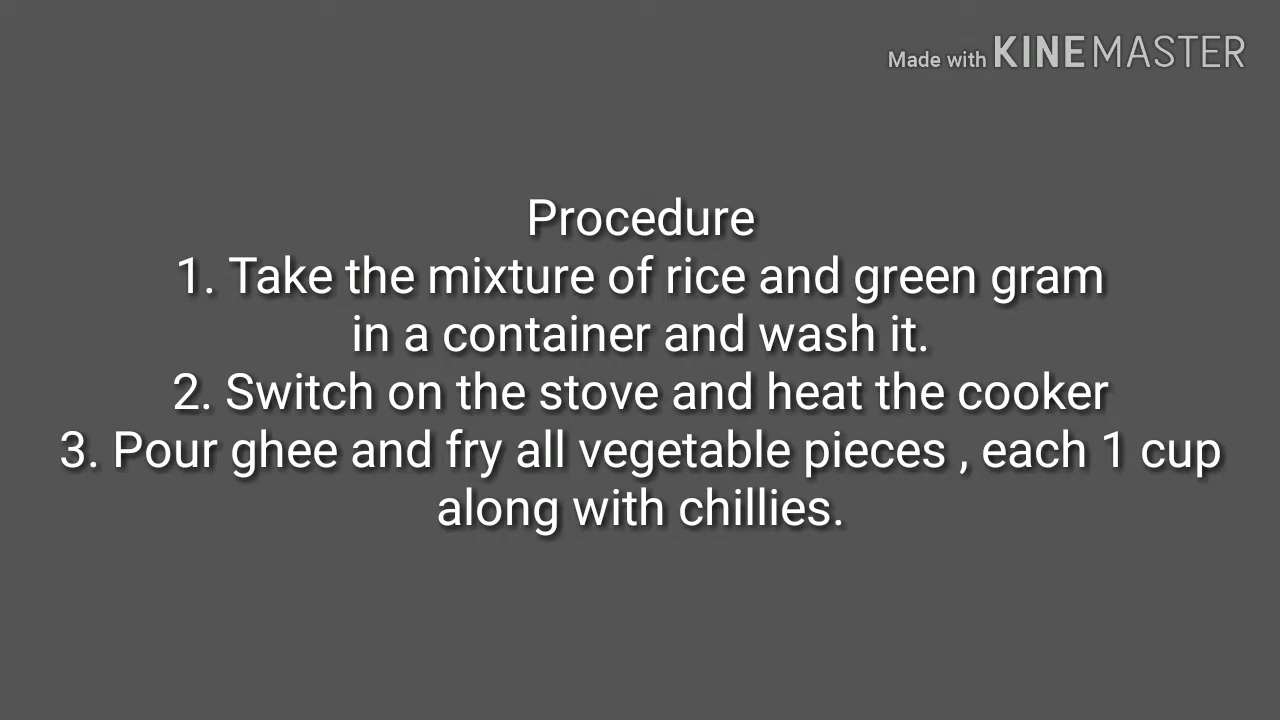 Made with KINEMASTER
Procedure
1. Take the mixture of rice and green gram
in a container and wash it.
2. Switch on the stove and heat the cooker
3. Pour ghee and fry all vegetable pieces , each 1 cup
along with chillies.